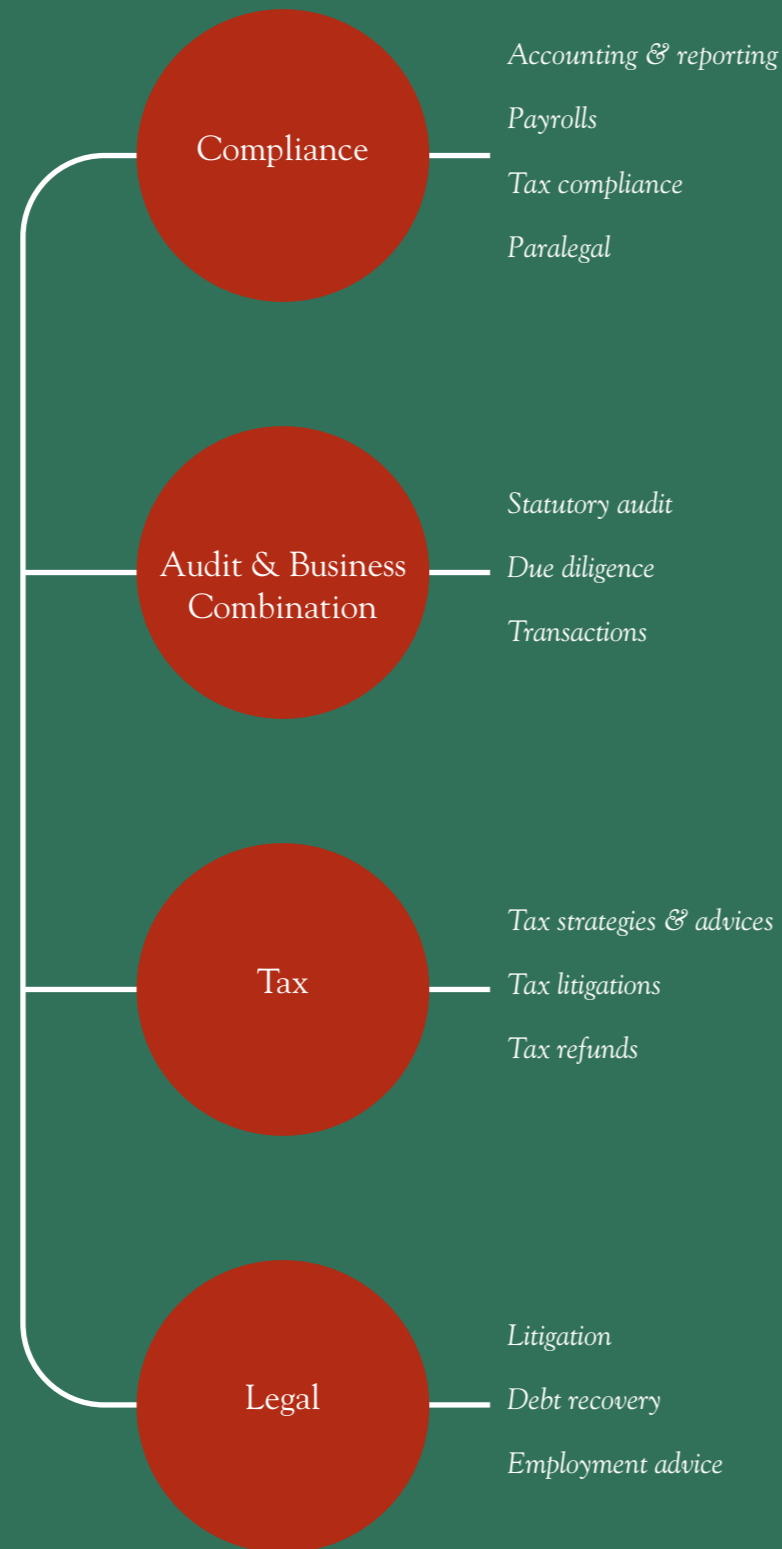 Compliance
Accounting & reporting
Payrolls
Tax compliance
Paralegal
Audit & Business
Combination
Statutory audit
Due diligence
Transactions
Tax
Tax strategies & advices
Tax litigations
Tax refunds
Legal
Litigation
Debt recovery
Employment advice